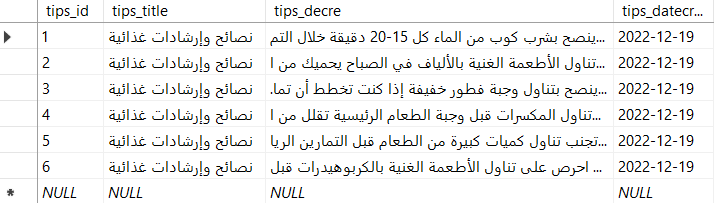 tips_id tips_title tips_decre tips_datecr...
1 نصائح وإرشادات غذائية ينصح بشرب كوب من الماء كل 15-20 دقيقة خلال التم... 2022-12-19
2 نصائح وإرشادات غذائية تناول الأطعمة الغنية بالألياف في الصباح يحميك من ا... 2022-12-19
3 نصائح وإرشادات غذائية ينصح بتناول وجبة فطور خفيفة إذا كنت تخطط أن تما... 2022-12-19
4 نصائح وإرشادات غذائية تناول المكسرات قبل وجبة الطعام الرئيسية تقلل من ا... 2022-12-19
5 نصائح وإرشادات غذائية تجنب تناول كميات كبيرة من الطعام قبل التمارين الريا... 2022-12-19
6 نصائح وإرشادات غذائية احرص على تناول الأطعمة الغنية بالكربوهيدرات قبل ... 2022-12-19
NULL NULL NULL NULL